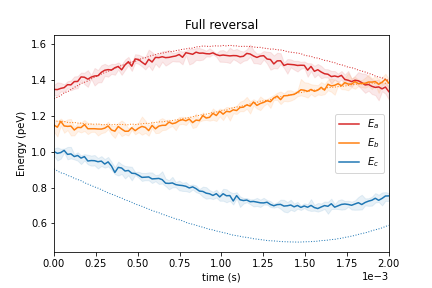 Full reversal
Energy (peV)
1.6
1.4
1.2
1.0
0.8
0.6
E_a
E_b
E_c
0.00 0.25 0.50 0.75 1.00 1.25 1.50 1.75 2.00
time (s)
1e−3